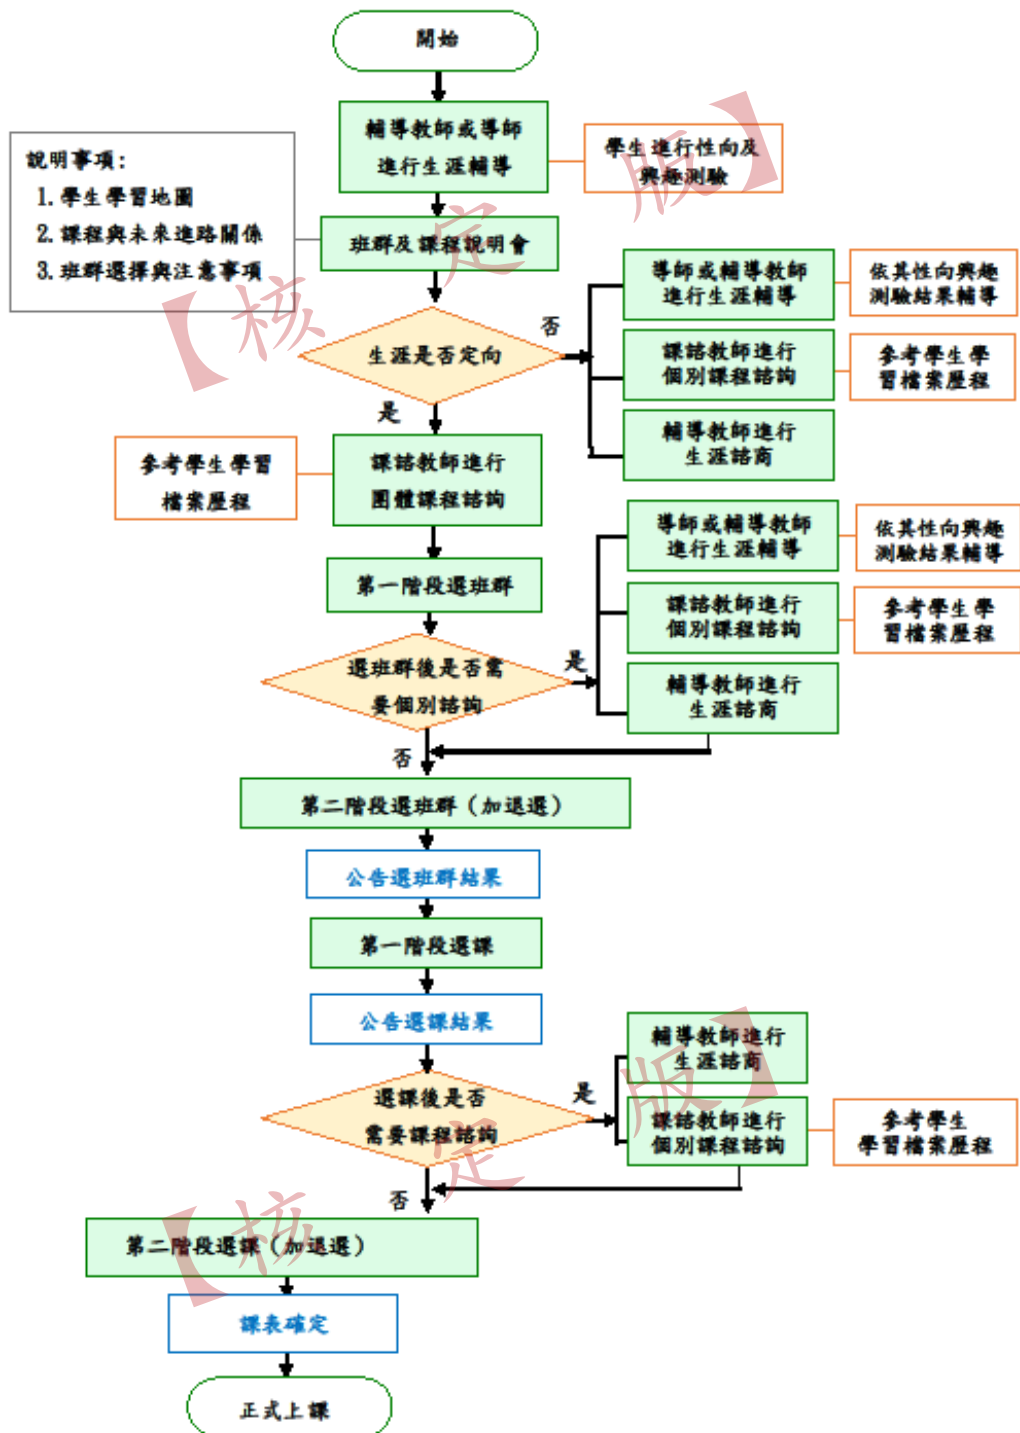 開始
輔導教師或導師
進行生涯輔導
學生進行性向及
興趣測驗
說明事項:
1.學生學習地圖
2.課程與未來進路關係
3.班群選擇與注意事項
班群及課程說明會
導師或輔導教師
進行生涯輔導
依其性向興趣
測驗結果輔導
生涯是否定向
否
課諮教師進行
個別課程諮詢
參考學生學
習檔案歷程
輔導教師進行
生涯諮商
是
參考學生學習
檔案歷程
課諮教師進行
團體課程諮詢
第一階段選班群
導師或輔導教師
進行生涯輔導
依其性向興趣
測驗結果輔導
選班群後是否需
要個別諮詢
是
課諮教師進行
個別課程諮詢
參考學生學
習檔案歷程
輔導教師進行
生涯諮商
否
第二階段選班群（加退選）
公告選班群結果
第一階段選課
公告選課結果
選課後是否
需要課程諮詢
是
輔導教師進行
生涯諮商
課諮教師進行
個別課程諮詢
參考學生
學習檔案歷程
否
第二階段選課（加退選）
課表確定
正式上課
【核定版】
【核定版】